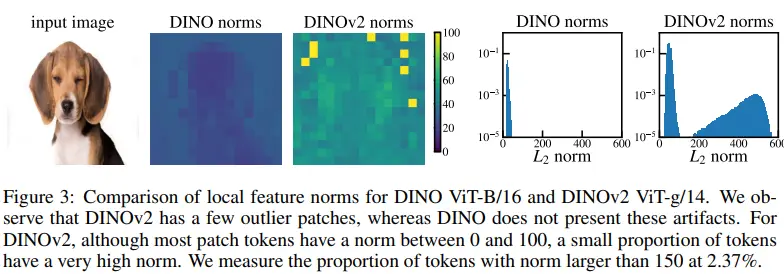 input image
DINO norms
DINOv2 norms
100
80
60
40
20
0
DINO norms
10⁻¹
10⁻³
10⁻⁵
0 200 400 600
L₂ norm
DINOv2 norms
10⁻¹
10⁻³
10⁻⁵
0 200 400 600
L₂ norm
Figure 3: Comparison of local feature norms for DINO ViT-B/16 and DINOv2 ViT-g/14. We ob-
serve that DINOv2 has a few outlier patches, whereas DINO does not present these artifacts. For
DINOv2, although most patch tokens have a norm between 0 and 100, a small proportion of tokens
have a very high norm. We measure the proportion of tokens with norm larger than 150 at 2.37%.